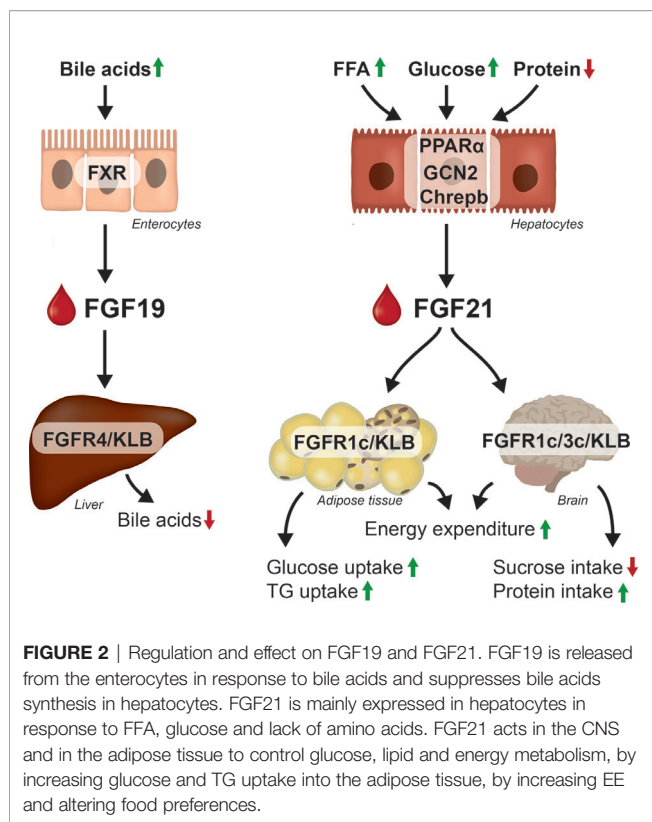 Bile acids
FXR
Enterocytes
FGF19
FGFR4/KLB
Liver
Bile acids
FFA Glucose Protein
PPARα
GCN2
Chrepb
Hepatocytes
FGF21
FGFR1c/KLB
Adipose tissue
FGFR1c/3c/KLB
Brain
Energy expenditure
Glucose uptake
TG uptake
Sucrose intake
Protein intake
FIGURE 2 | Regulation and effect on FGF19 and FGF21. FGF19 is released
from the enterocytes in response to bile acids and suppresses bile acids
synthesis in hepatocytes. FGF21 is mainly expressed in hepatocytes in
response to FFA, glucose and lack of amino acids. FGF21 acts in the CNS
and in the adipose tissue to control glucose, lipid and energy metabolism, by
increasing glucose and TG uptake into the adipose tissue, by increasing EE
and altering food preferences.